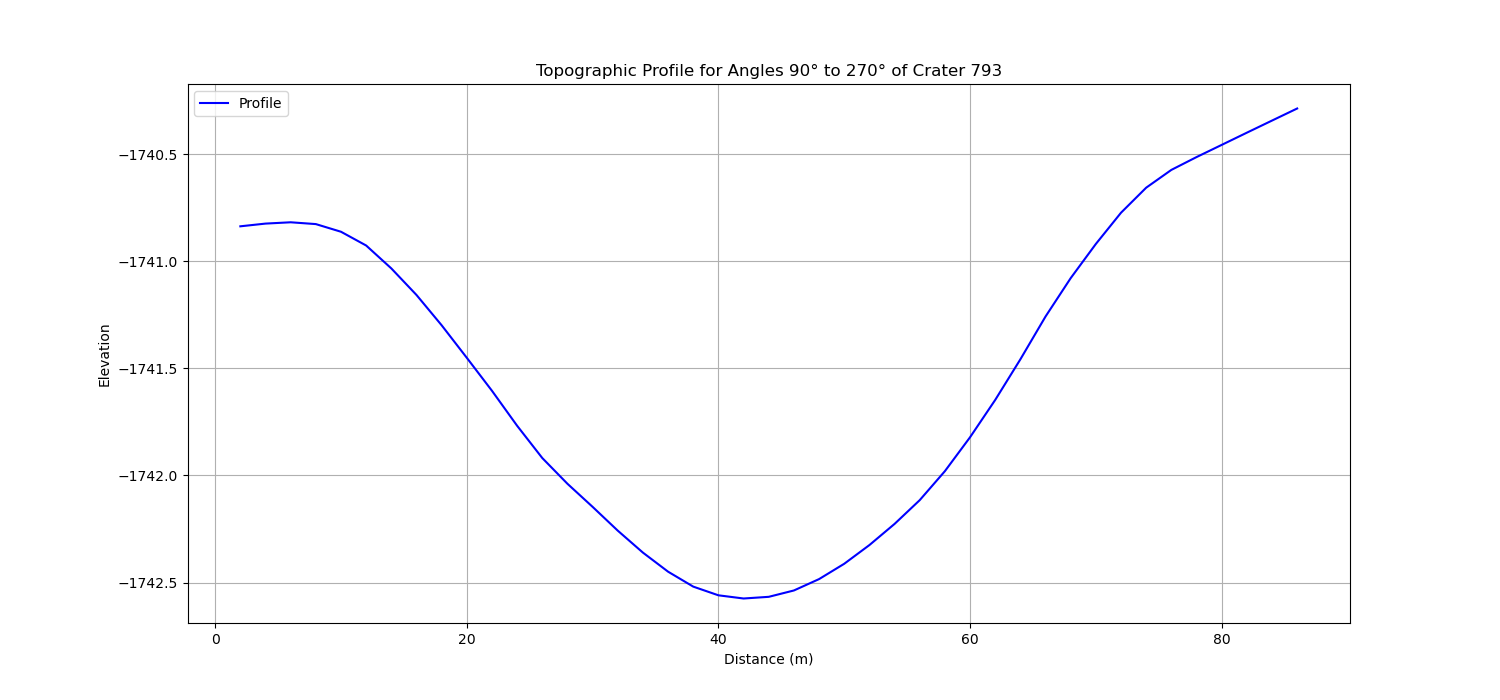 Topographic Profile for Angles 90° to 270° of Crater 793
Profile
−1740.5
−1741.0
−1741.5
−1742.0
−1742.5
Elevation
0 20 40 60 80
Distance (m)